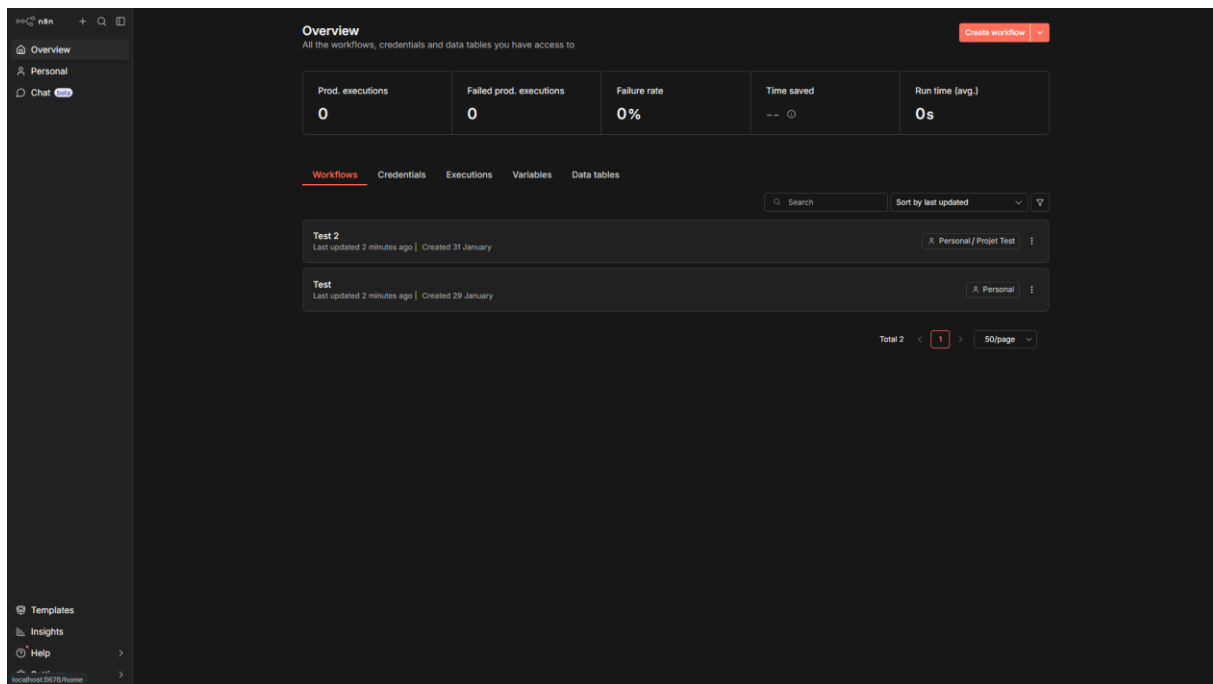 n8n
Overview
Personal
Chat beta
Overview
All the workflows, credentials and data tables you have access to
Create workflow
Prod. executions
0
Failed prod. executions
0
Failure rate
0%
Time saved
--
Run time (avg.)
0s
Workflows Credentials Executions Variables Data tables
Search
Sort by last updated
Test 2
Last updated 2 minutes ago | Created 31 January
Personal / Projet Test
Test
Last updated 2 minutes ago | Created 29 January
Personal
Total 2
1
50/page
Templates
Insights
Help
localhost:5678/home